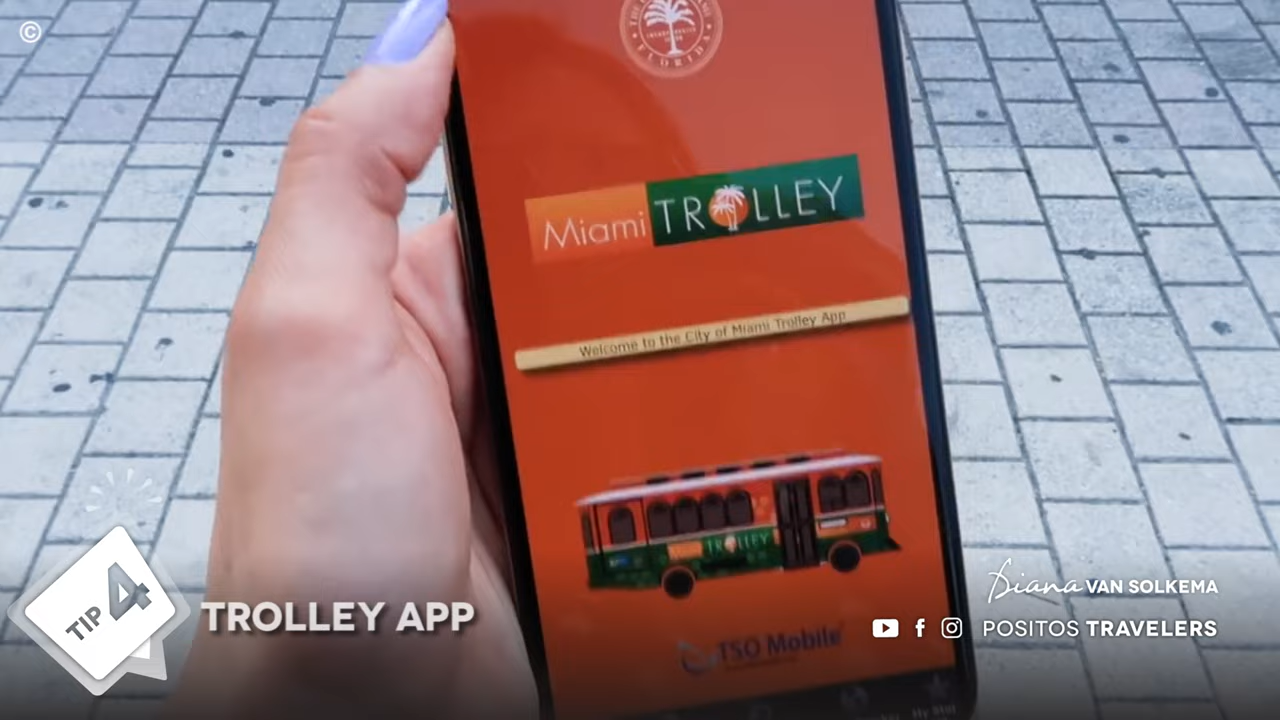 ©
FLORIDA
Miami TROLLEY
Welcome to the City of Miami Trolley App
TROLLEY
TSO Mobile
TIP 4
TROLLEY APP
Diana VAN SOLKEMA
POSITOS TRAVELERS